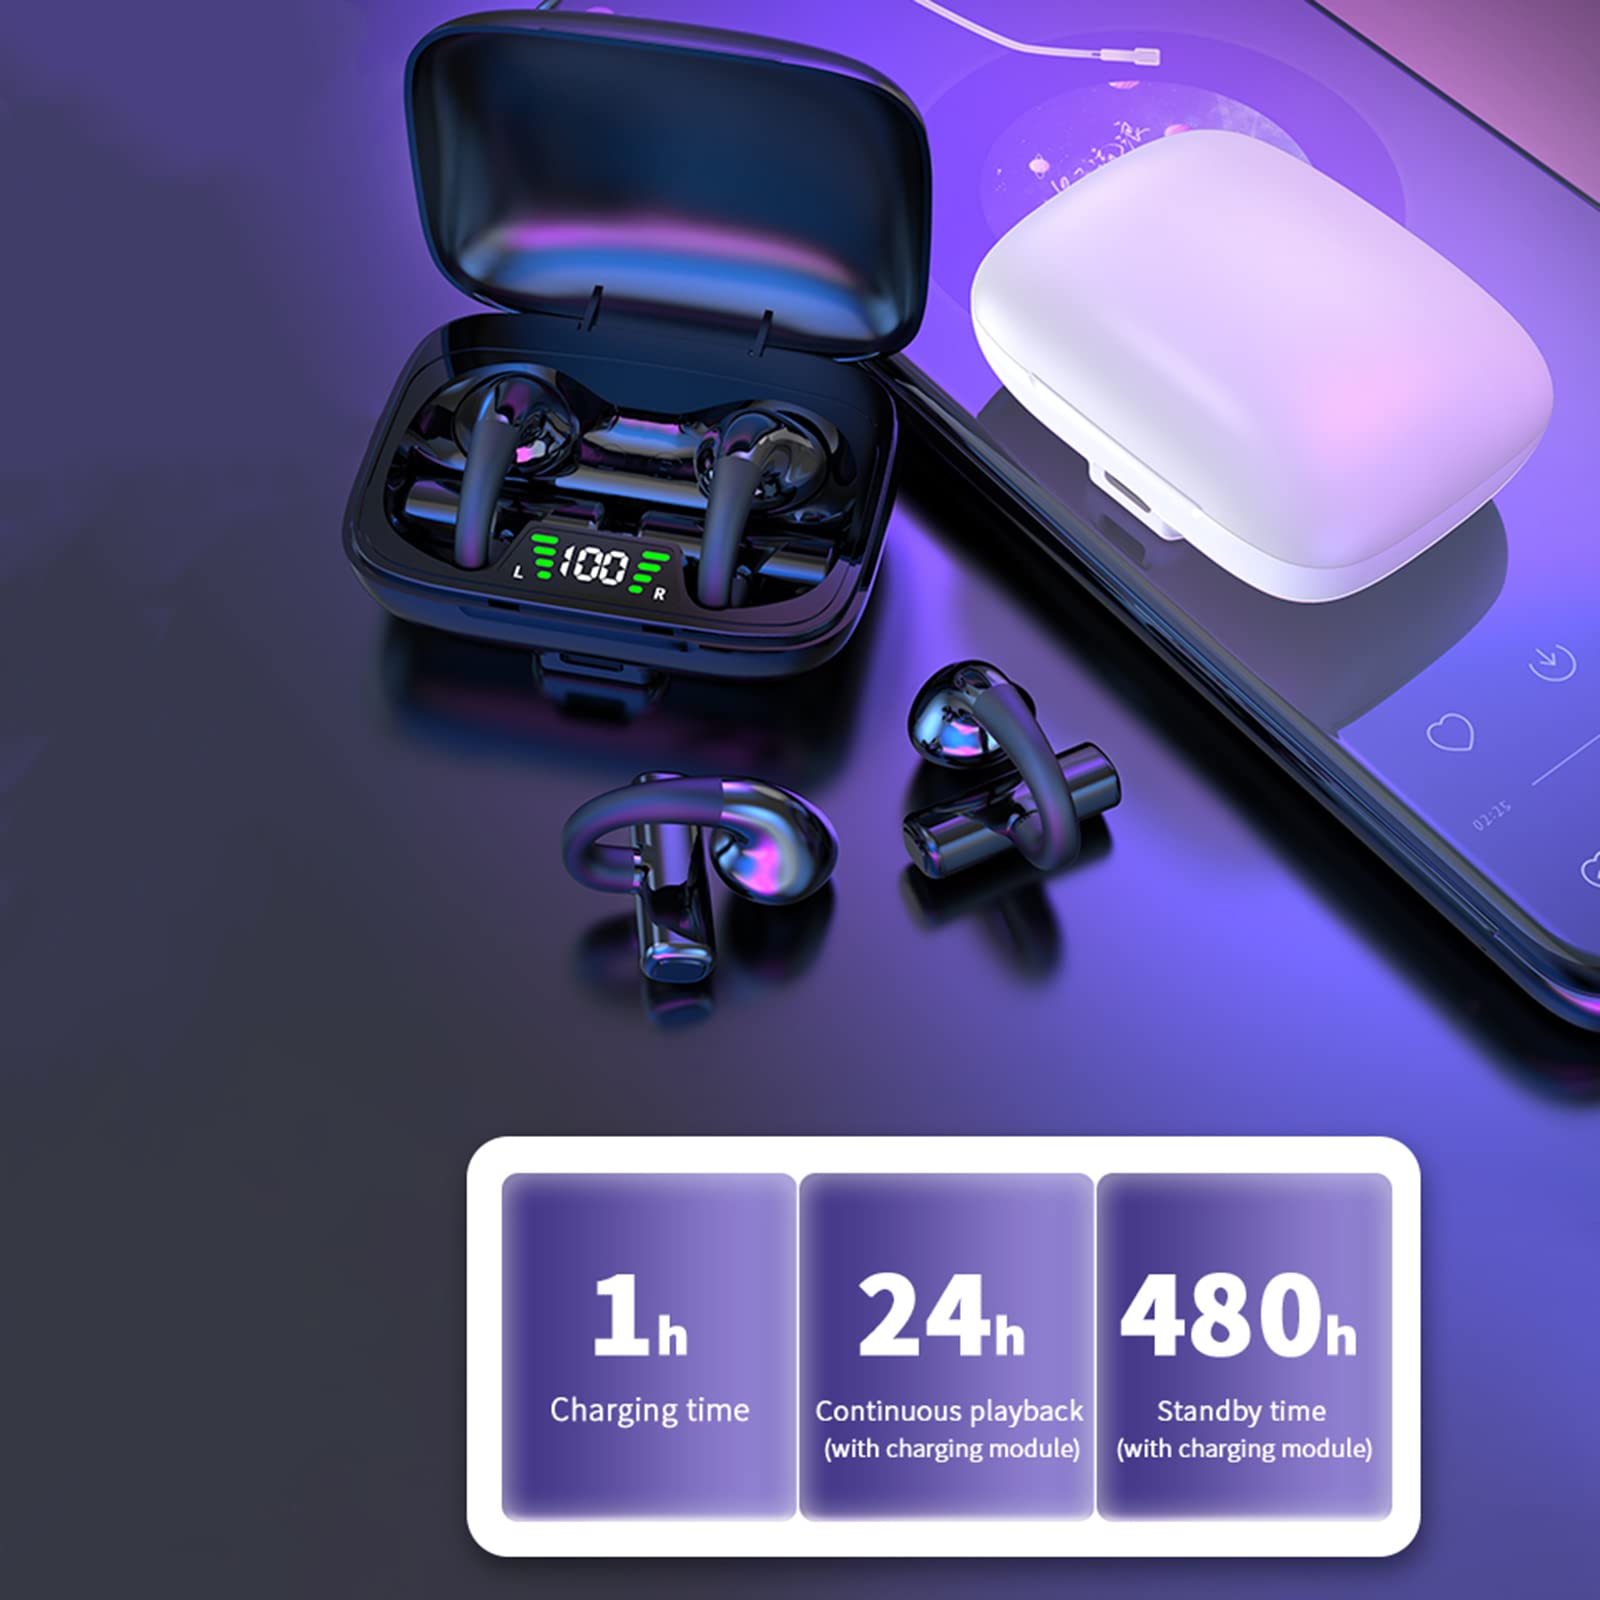 L 100 R
02:25
1h
Charging time
24h
Continuous playback
(with charging module)
480h
Standby time
(with charging module)